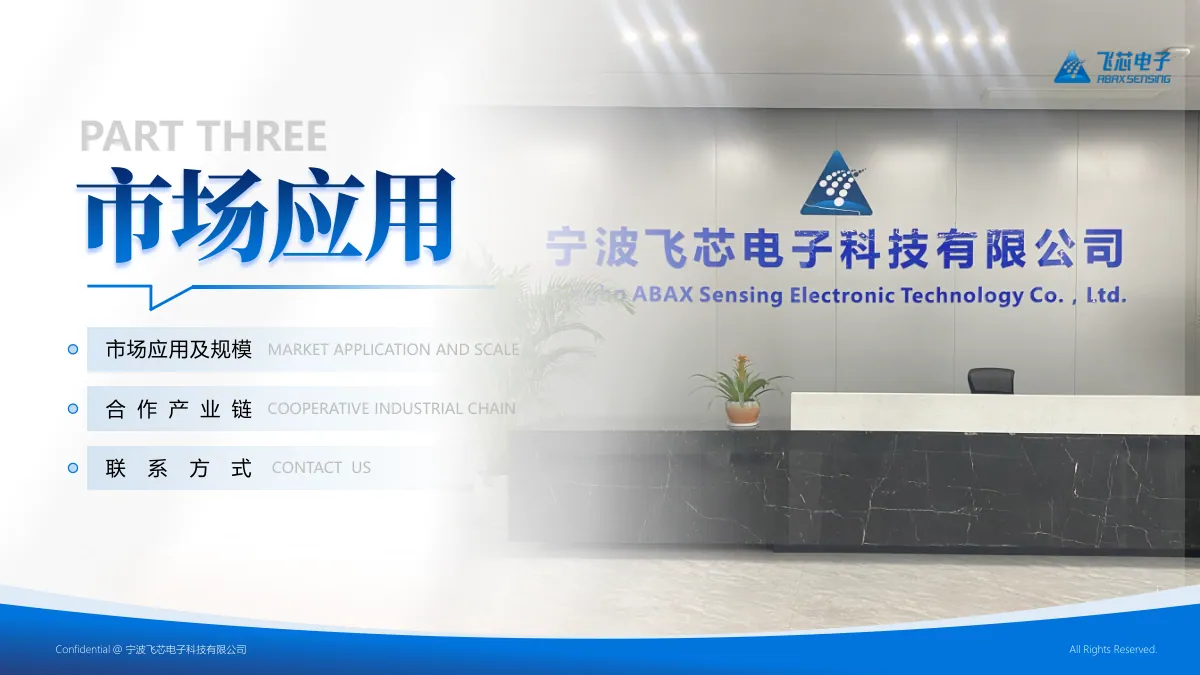 飞芯电子
ABAX SENSING
PART THREE
市场应用
宁波飞芯电子科技有限公司
ABAX Sensing Electronic Technology Co. , Ltd.
市场应用及规模 MARKET APPLICATION AND SCALE
合作产业链 COOPERATIVE INDUSTRIAL CHAIN
联系方式 CONTACT US
Confidential @ 宁波飞芯电子科技有限公司
All Rights Reserved.